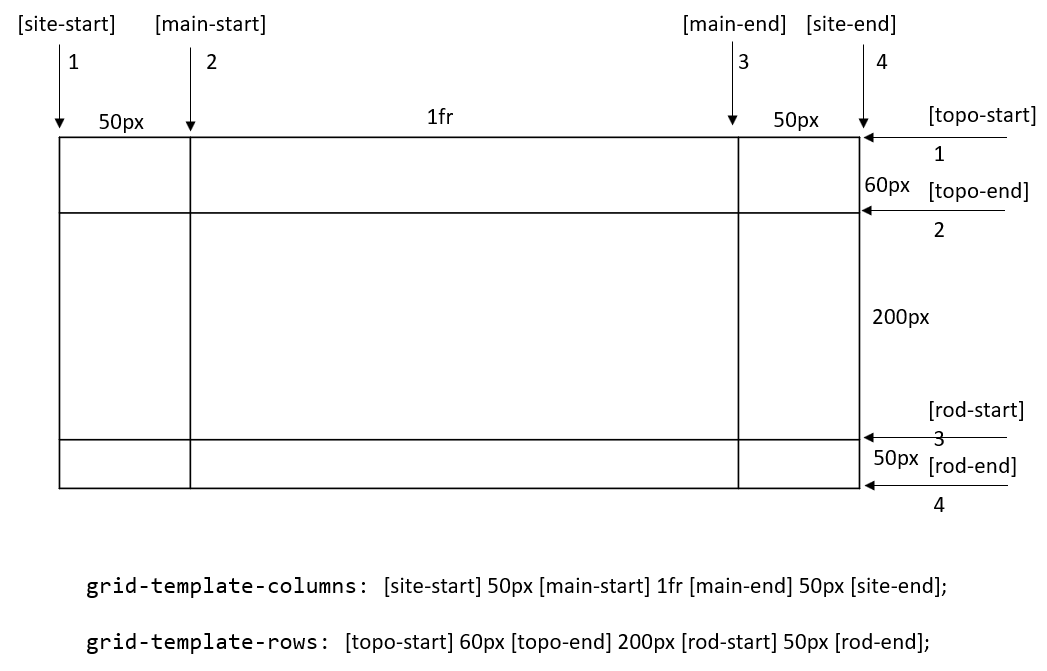 [site-start] [main-start] [main-end] [site-end]
1 2 3 4
50px 1fr 50px
[topo-start]
1
60px [topo-end]
2
200px
[rod-start]
3
50px [rod-end]
4
grid-template-columns: [site-start] 50px [main-start] 1fr [main-end] 50px [site-end];
grid-template-rows: [topo-start] 60px [topo-end] 200px [rod-start] 50px [rod-end];